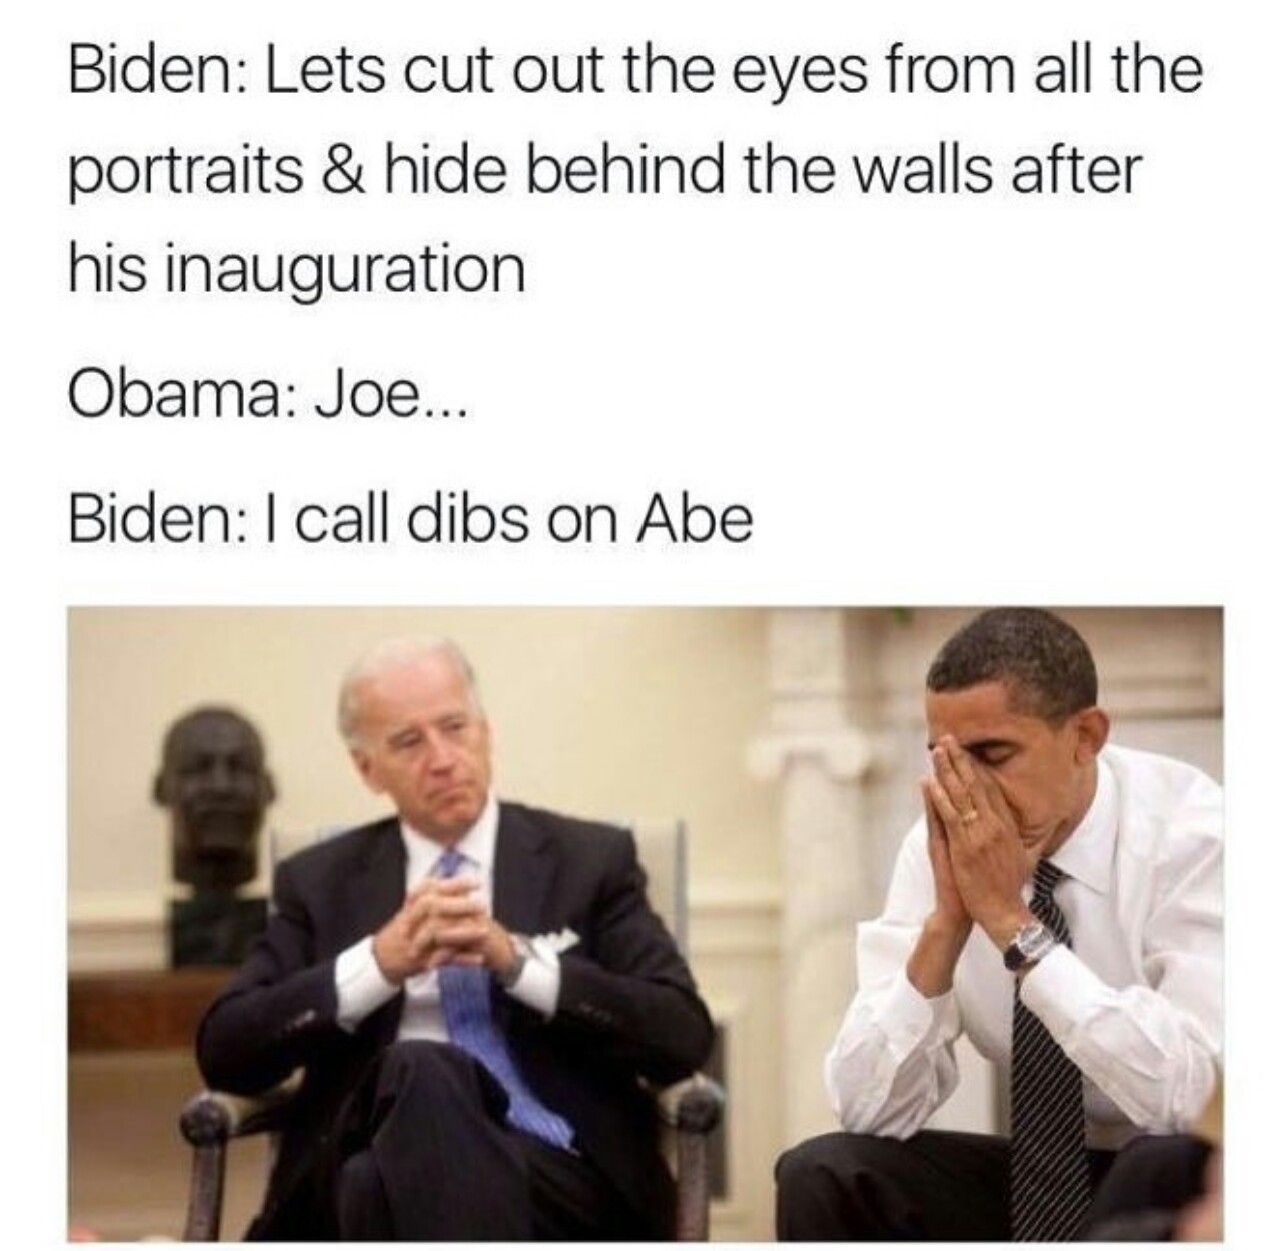 Biden: Lets cut out the eyes from all the
portraits & hide behind the walls after
his inauguration
Obama: Joe...
Biden: I call dibs on Abe